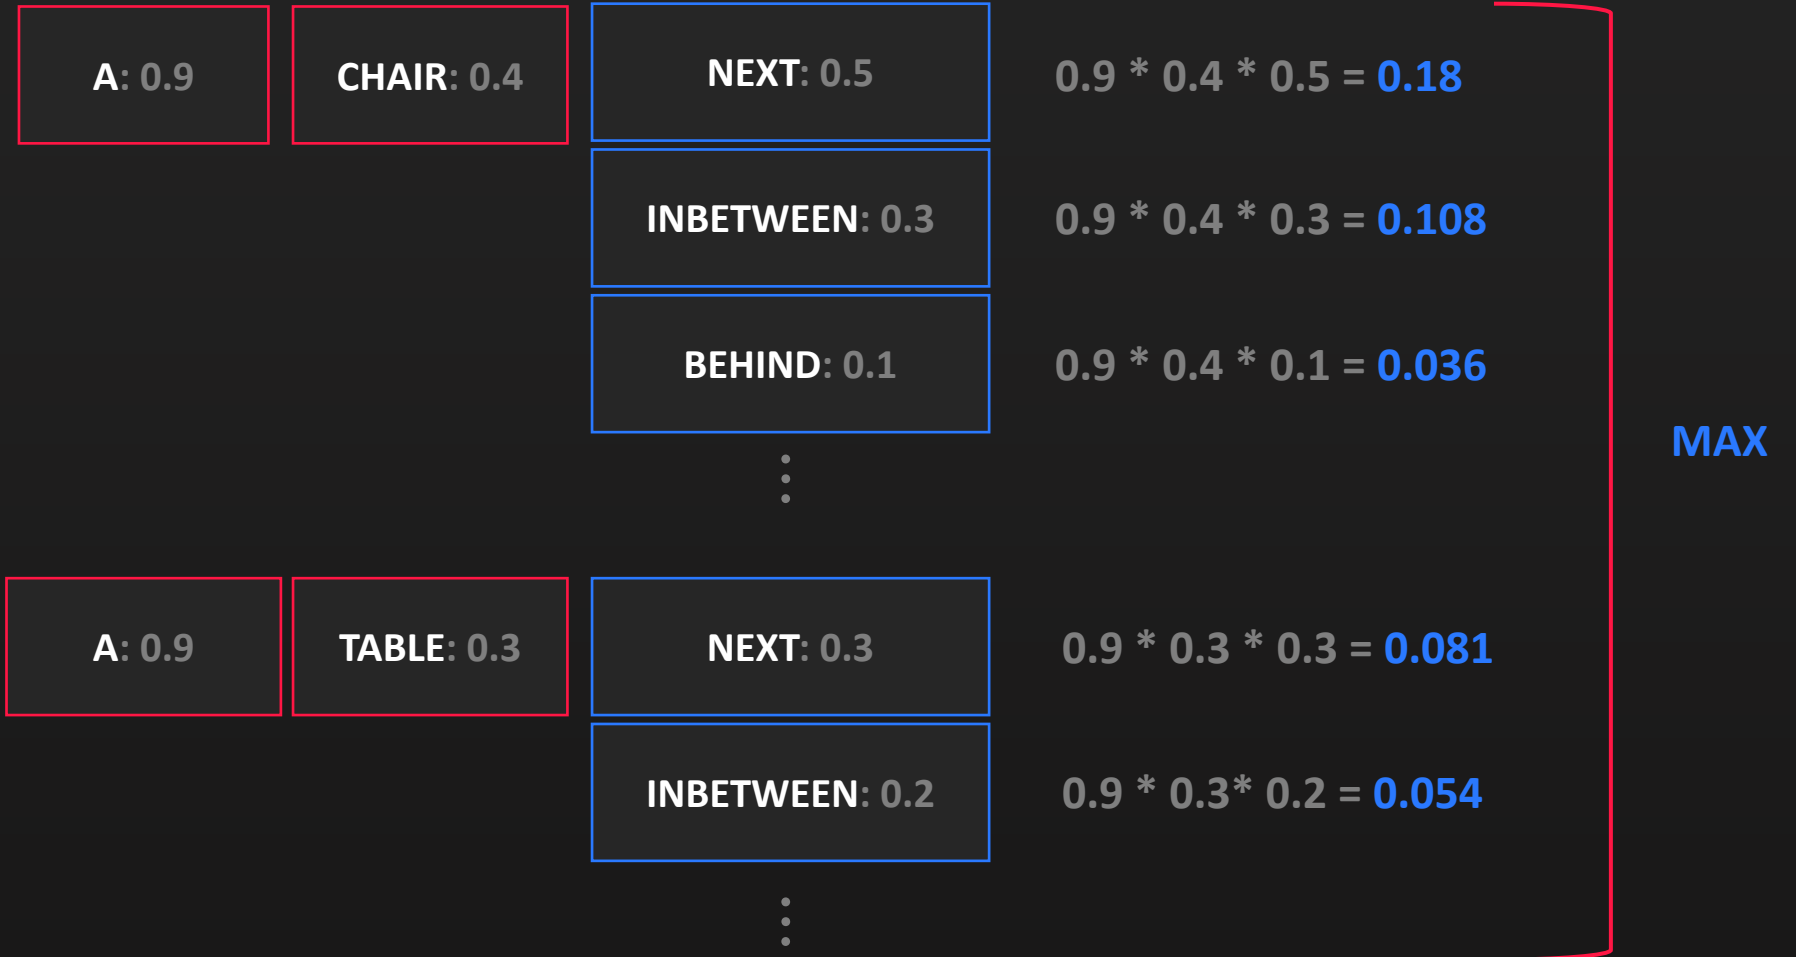 A: 0.9 CHAIR: 0.4 NEXT: 0.5 0.9 * 0.4 * 0.5 = 0.18
INBETWEEN: 0.3 0.9 * 0.4 * 0.3 = 0.108
BEHIND: 0.1 0.9 * 0.4 * 0.1 = 0.036
MAX
A: 0.9 TABLE: 0.3 NEXT: 0.3 0.9 * 0.3 * 0.3 = 0.081
INBETWEEN: 0.2 0.9 * 0.3* 0.2 = 0.054